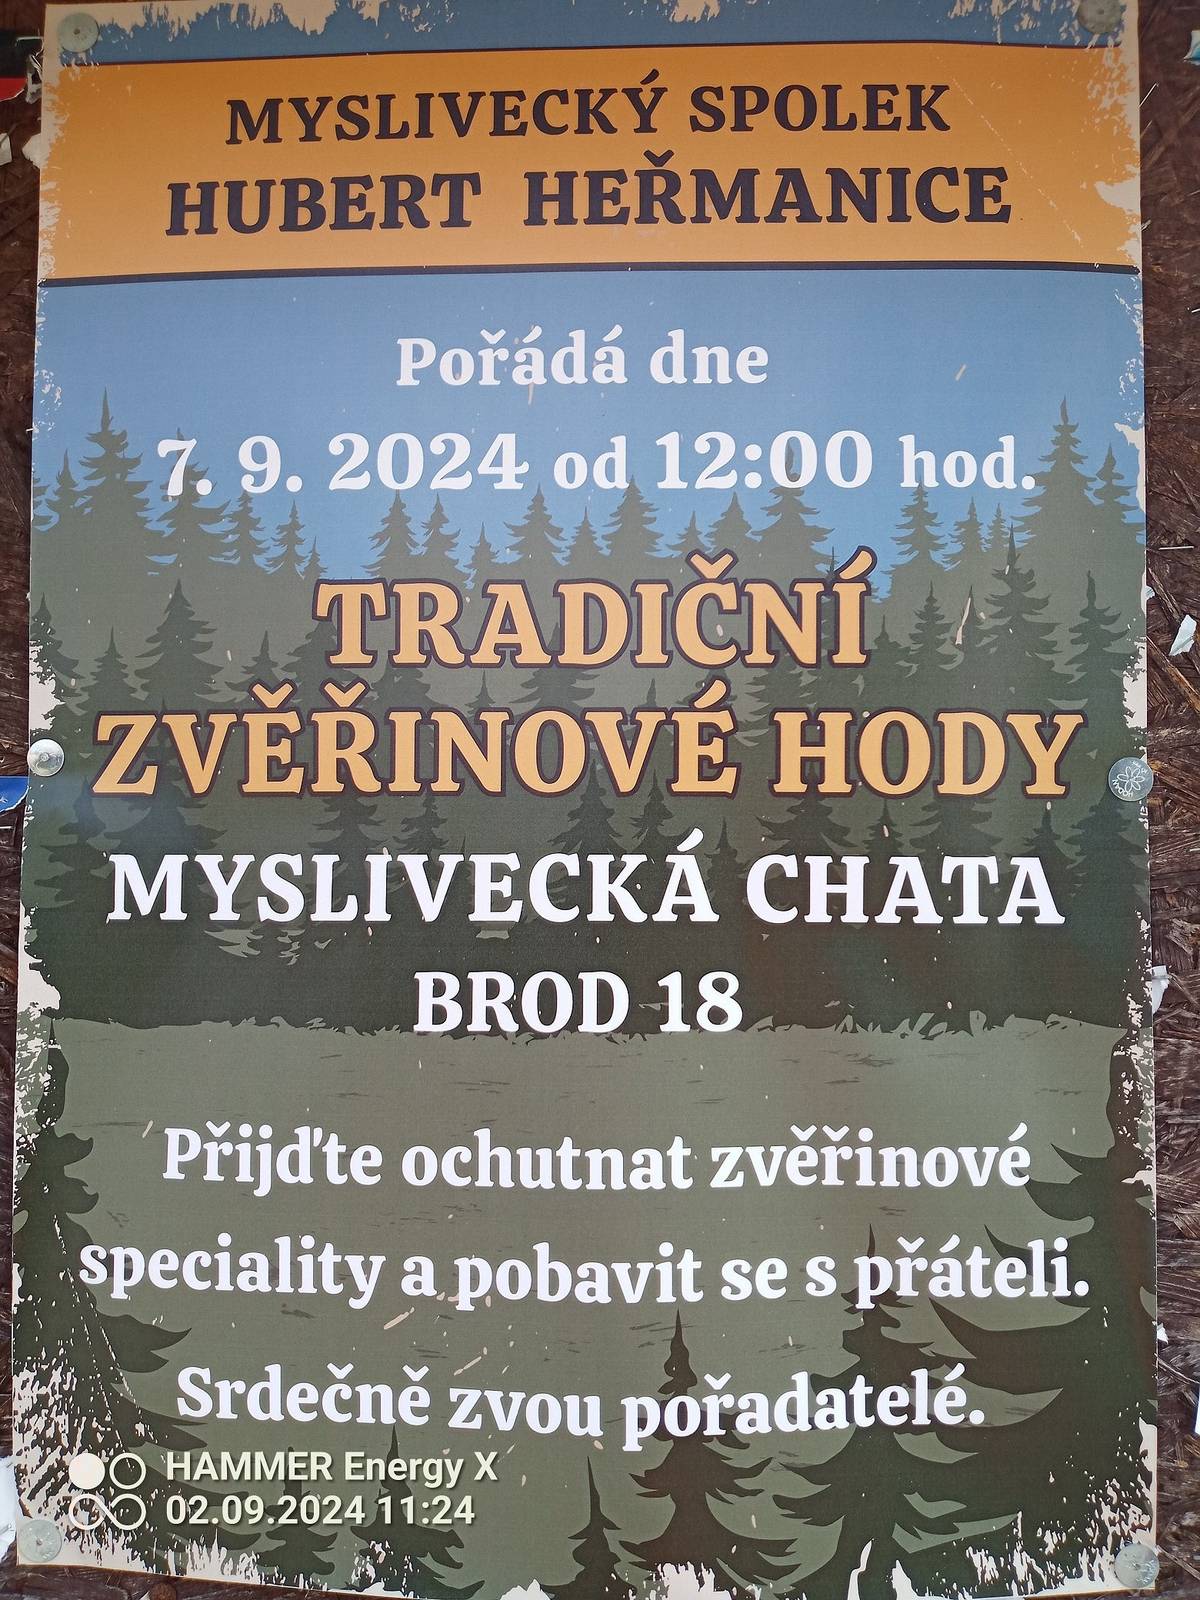 MYSLIVECKÝ SPOLEK
HUBERT HEŘMANICE
Pořádá dne
7. 9. 2024 od 12:00 hod.
TRADIČNÍ
ZVĚŘINOVÉ HODY
MYSLIVECKÁ CHATA
BROD 18
Přijďte ochutnat zvěřinové
speciality a pobavit se s přáteli.
Srdečně zvou pořadatelé.
HAMMER Energy X
02.09.2024 11:24